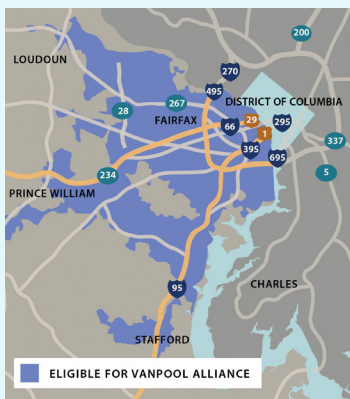 200
LOUDOUN
270
495
267
DISTRICT OF COLUMBIA
28
29
295
FAIRFAX
66
1
337
395
695
234
5
PRINCE WILLIAM
CHARLES
95
STAFFORD
ELIGIBLE FOR VANPOOL ALLIANCE